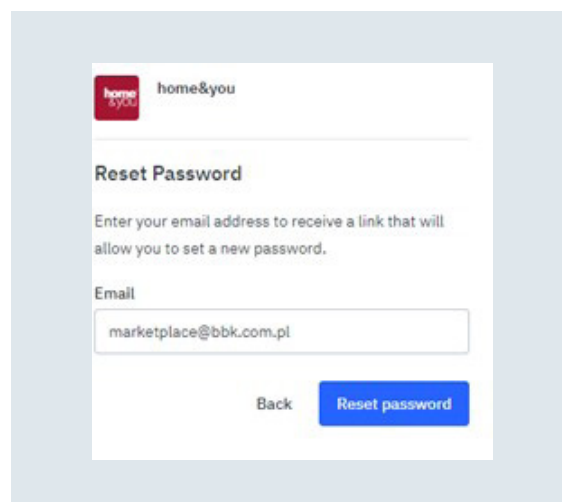 home
&you
home&you
Reset Password
Enter your email address to receive a link that will
allow you to set a new password.
Email
marketplace@bbk.com.pl
Back
Reset password